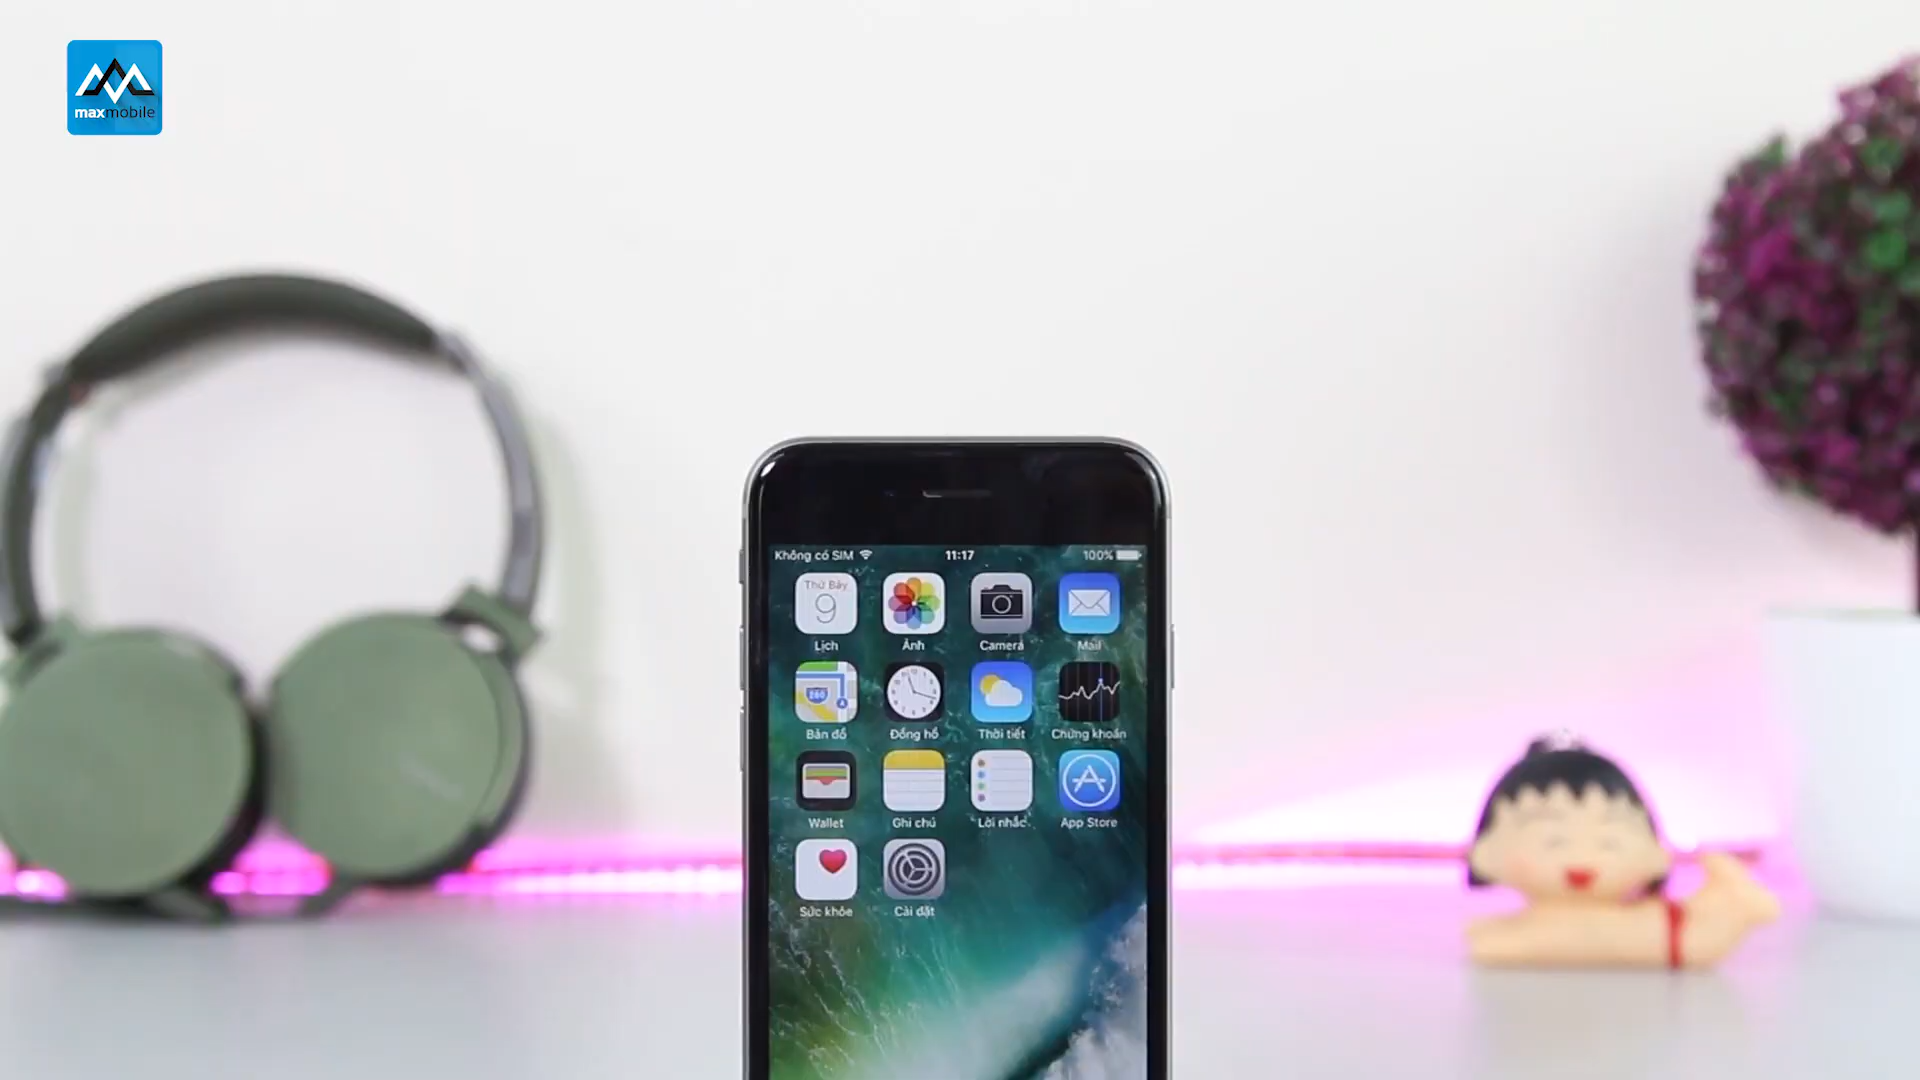 maxmobile
Không có SIM 11:17 100%
Thứ Bảy
9
Lịch Ảnh Camera Mail
280
Bản đồ Đồng hồ Thời tiết Chứng khoán
Wallet Ghi chú Lời nhắc App Store
Sức khỏe Cài đặt